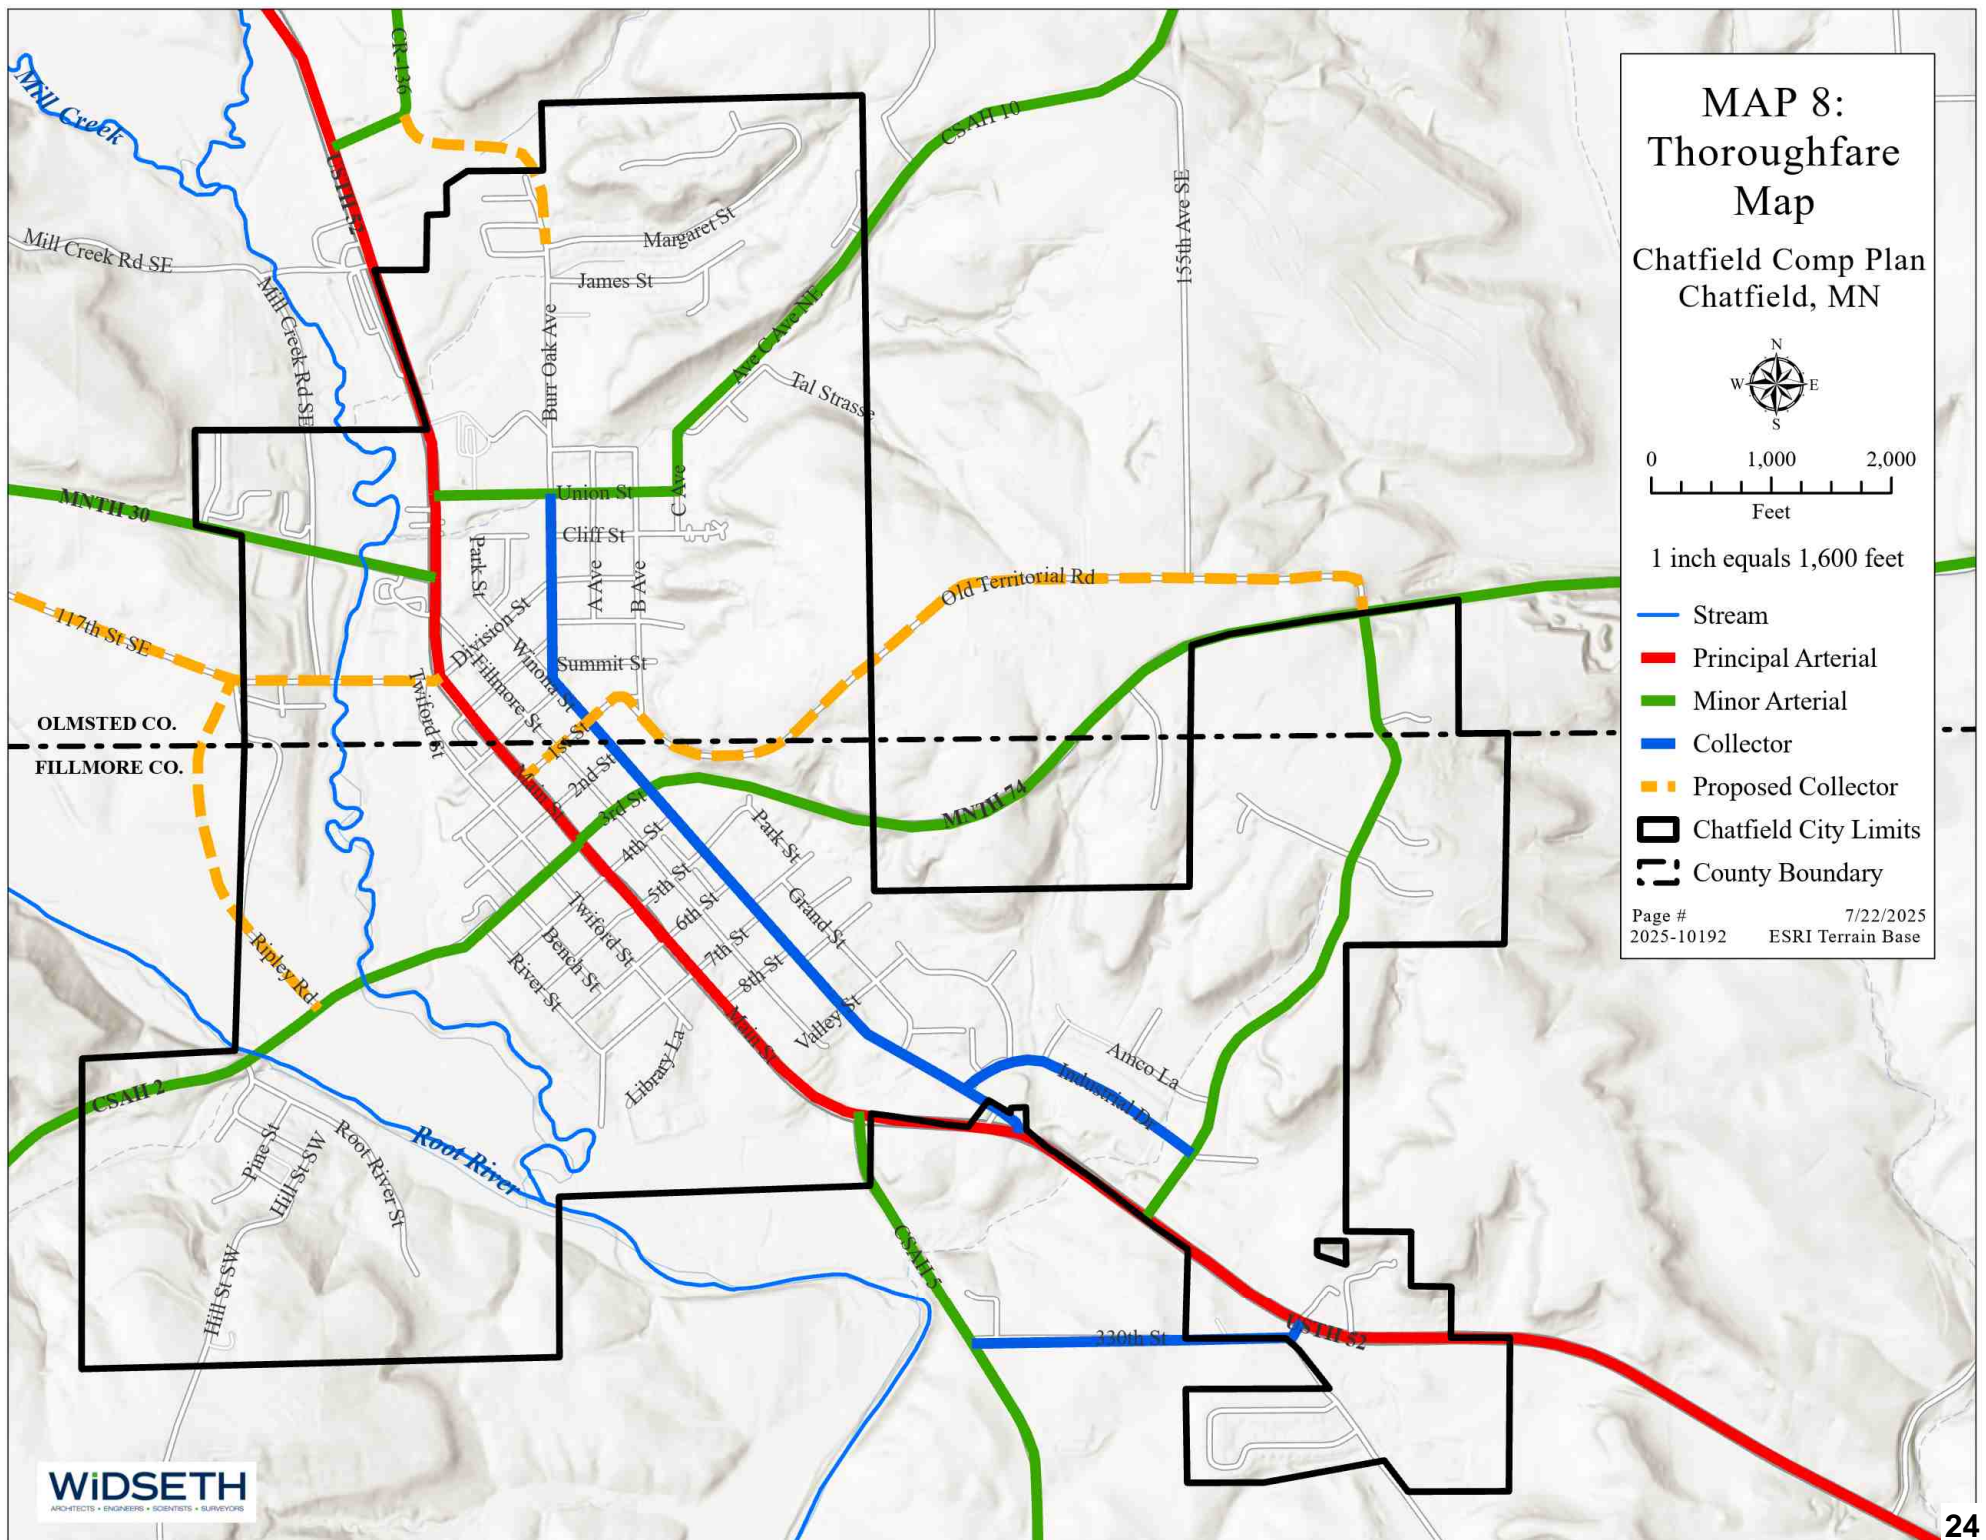 MAP 8:
Thoroughfare
Map
Chatfield Comp Plan
Chatfield, MN
N
W E
S
0 1,000 2,000
Feet
1 inch equals 1,600 feet
Stream
Principal Arterial
Minor Arterial
Collector
Proposed Collector
Chatfield City Limits
County Boundary
Page # 7/22/2025
2025-10192 ESRI Terrain Base
CR 136
Mill Creek
USTH 52
CSAH 10
Mill Creek Rd SE
Margaret St
155th Ave SE
James St
Mill Creek Rd SE
Burr Oak Ave
Ave C Ave NE
Tal Strasse
MNTH 30
Union St
C Ave
Cliff St
Park St
A Ave
B Ave
Old Territorial Rd
117th St SE
Division St
Winona St
Fillmore St
Summit St
Twiford St
OLMSTED CO.
FILLMORE CO.
1st St
2nd St
Main St
3rd St
MNTH 74
4th St
Park St
5th St
6th St
Grand St
Twiford St
Bench St
7th St
River St
8th St
Ripley Rd
Main St
Valley St
Library La
Amco La
Industrial Dr
CSAH 2
Root River
Pine St
Hill St SW
Root River St
CSAH 5
Hill St SW
330th St
USTH 52
WiDSETH
ARCHITECTS • ENGINEERS • SCIENTISTS • SURVEYORS
24